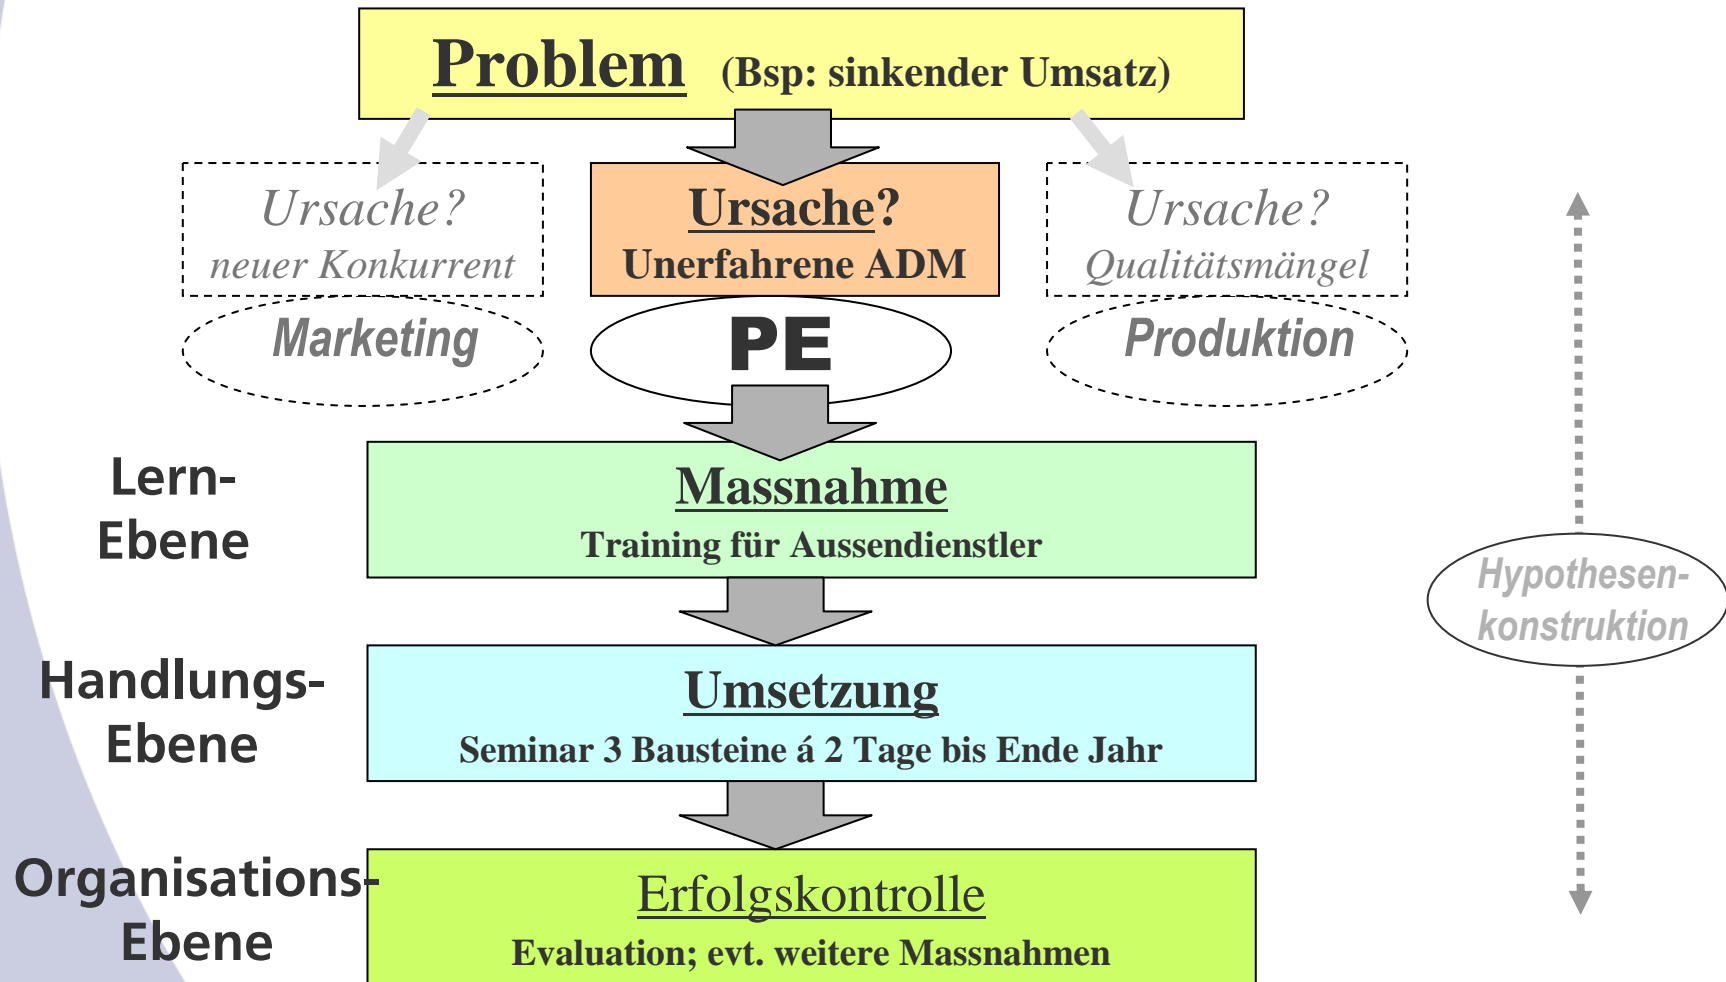 Problem (Bsp: sinkender Umsatz)
Ursache?
neuer Konkurrent
Marketing
Ursache?
Unerfahrene ADM
PE
Ursache?
Qualitätsmängel
Produktion
Lern-
Ebene
Massnahme
Training für Aussendienstler
Hypothesen-
konstruktion
Handlungs-
Ebene
Umsetzung
Seminar 3 Bausteine á 2 Tage bis Ende Jahr
Organisations-
Ebene
Erfolgskontrolle
Evaluation; evt. weitere Massnahmen